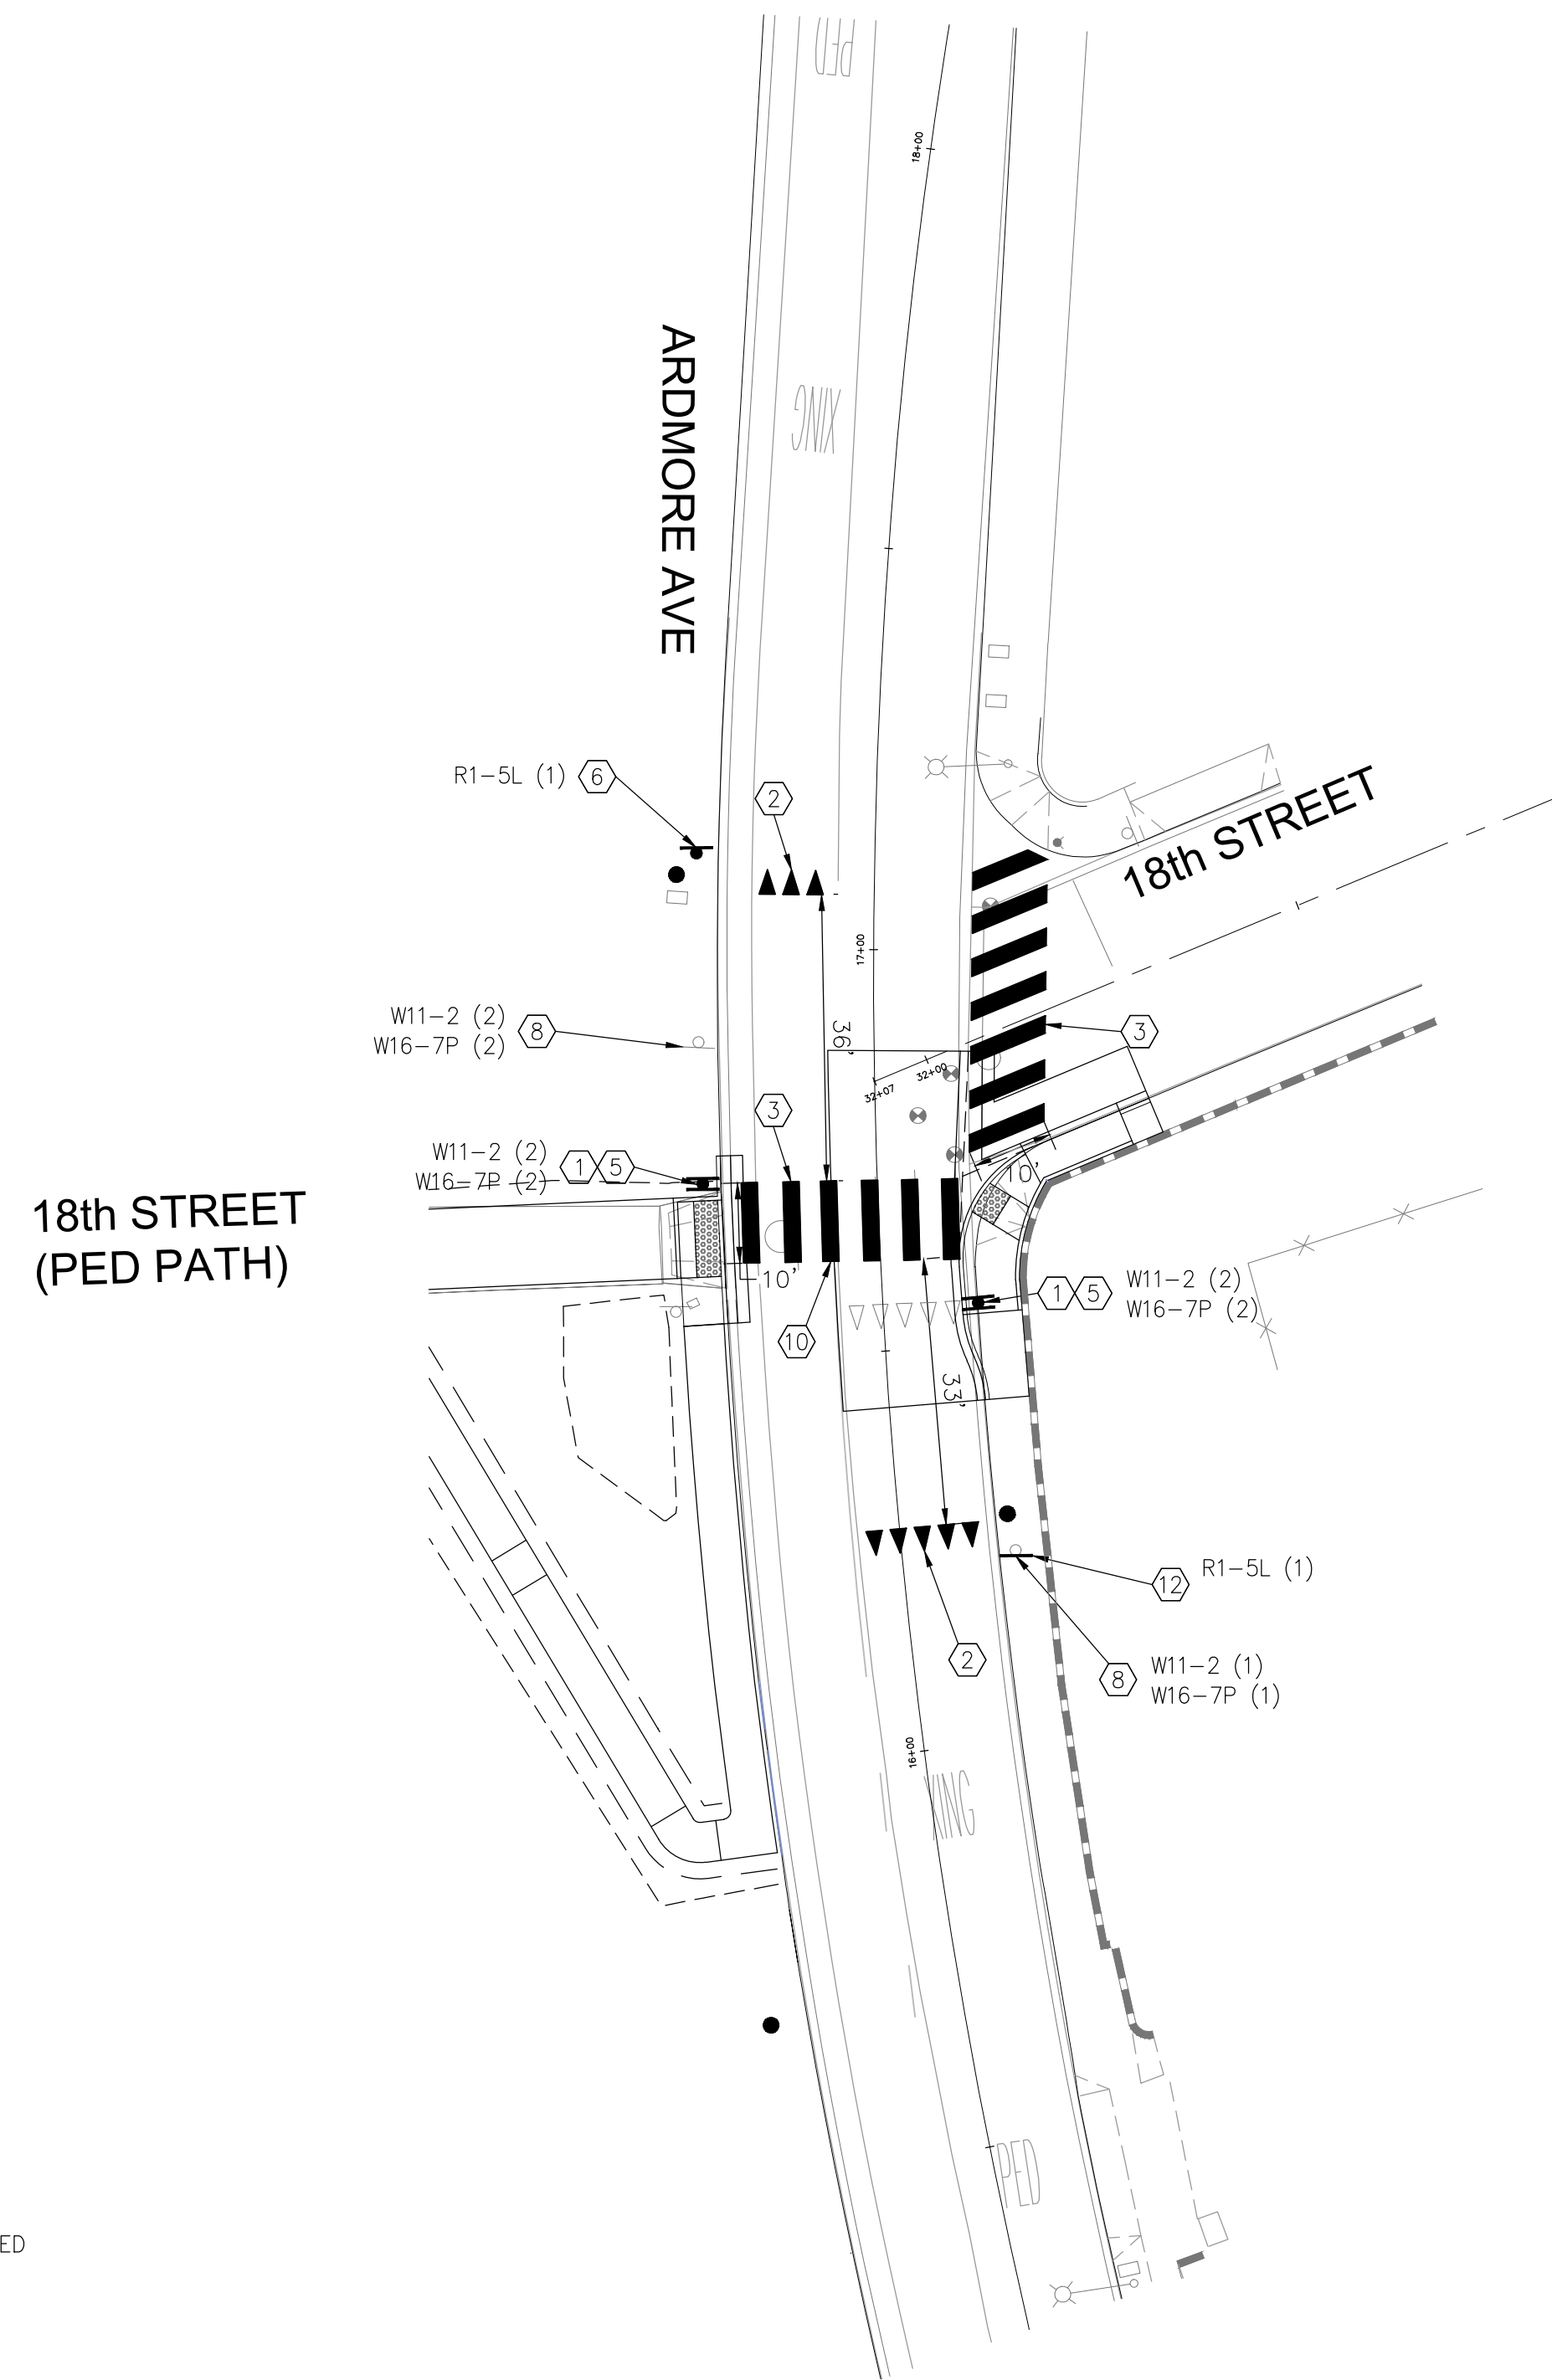 PED
18+00
ARDMORE AVE
XING
R1-5L (1) 6
2
18th STREET
17+00
W11-2 (2)
W16-7P (2)
8
36'
3
32+00
32+07
3
W11-2 (2)
W16-7P (2)
1 5
10'
18th STREET
(PED PATH)
10'
10
1 5
W11-2 (2)
W16-7P (2)
33'
12
R1-5L (1)
2
8
W11-2 (1)
W16-7P (1)
16+00
XING
PED
ED